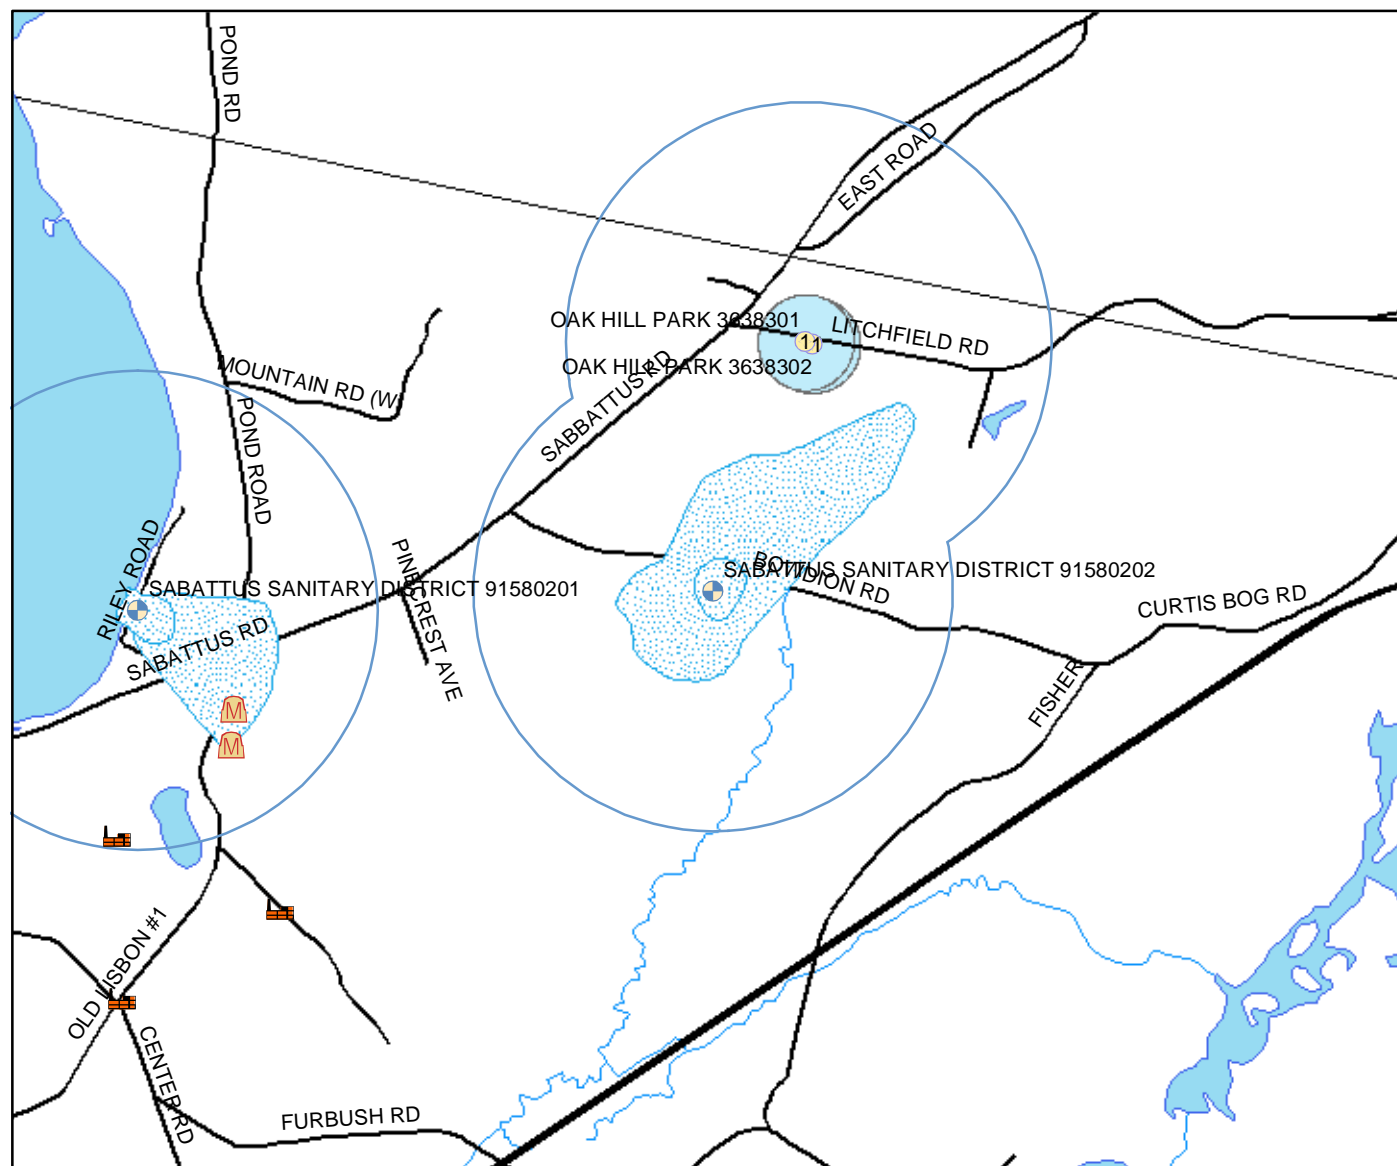 POND RD
EAST ROAD
OAK HILL PARK 3638301
LITCHFIELD RD
11
OAK HILL PARK 3638302
MOUNTAIN RD (W
SABBATTUS RD
POND ROAD
RILEY ROAD
PINECREST AVE
SABATTUS SANITARY DISTRICT 91580201
SABATTUS SANITARY DISTRICT 91580202
BOWDION RD
CURTIS BOG RD
SABATTUS RD
FISHER
M
M
OLD LISBON #1
CENTER RD
FURBUSH RD